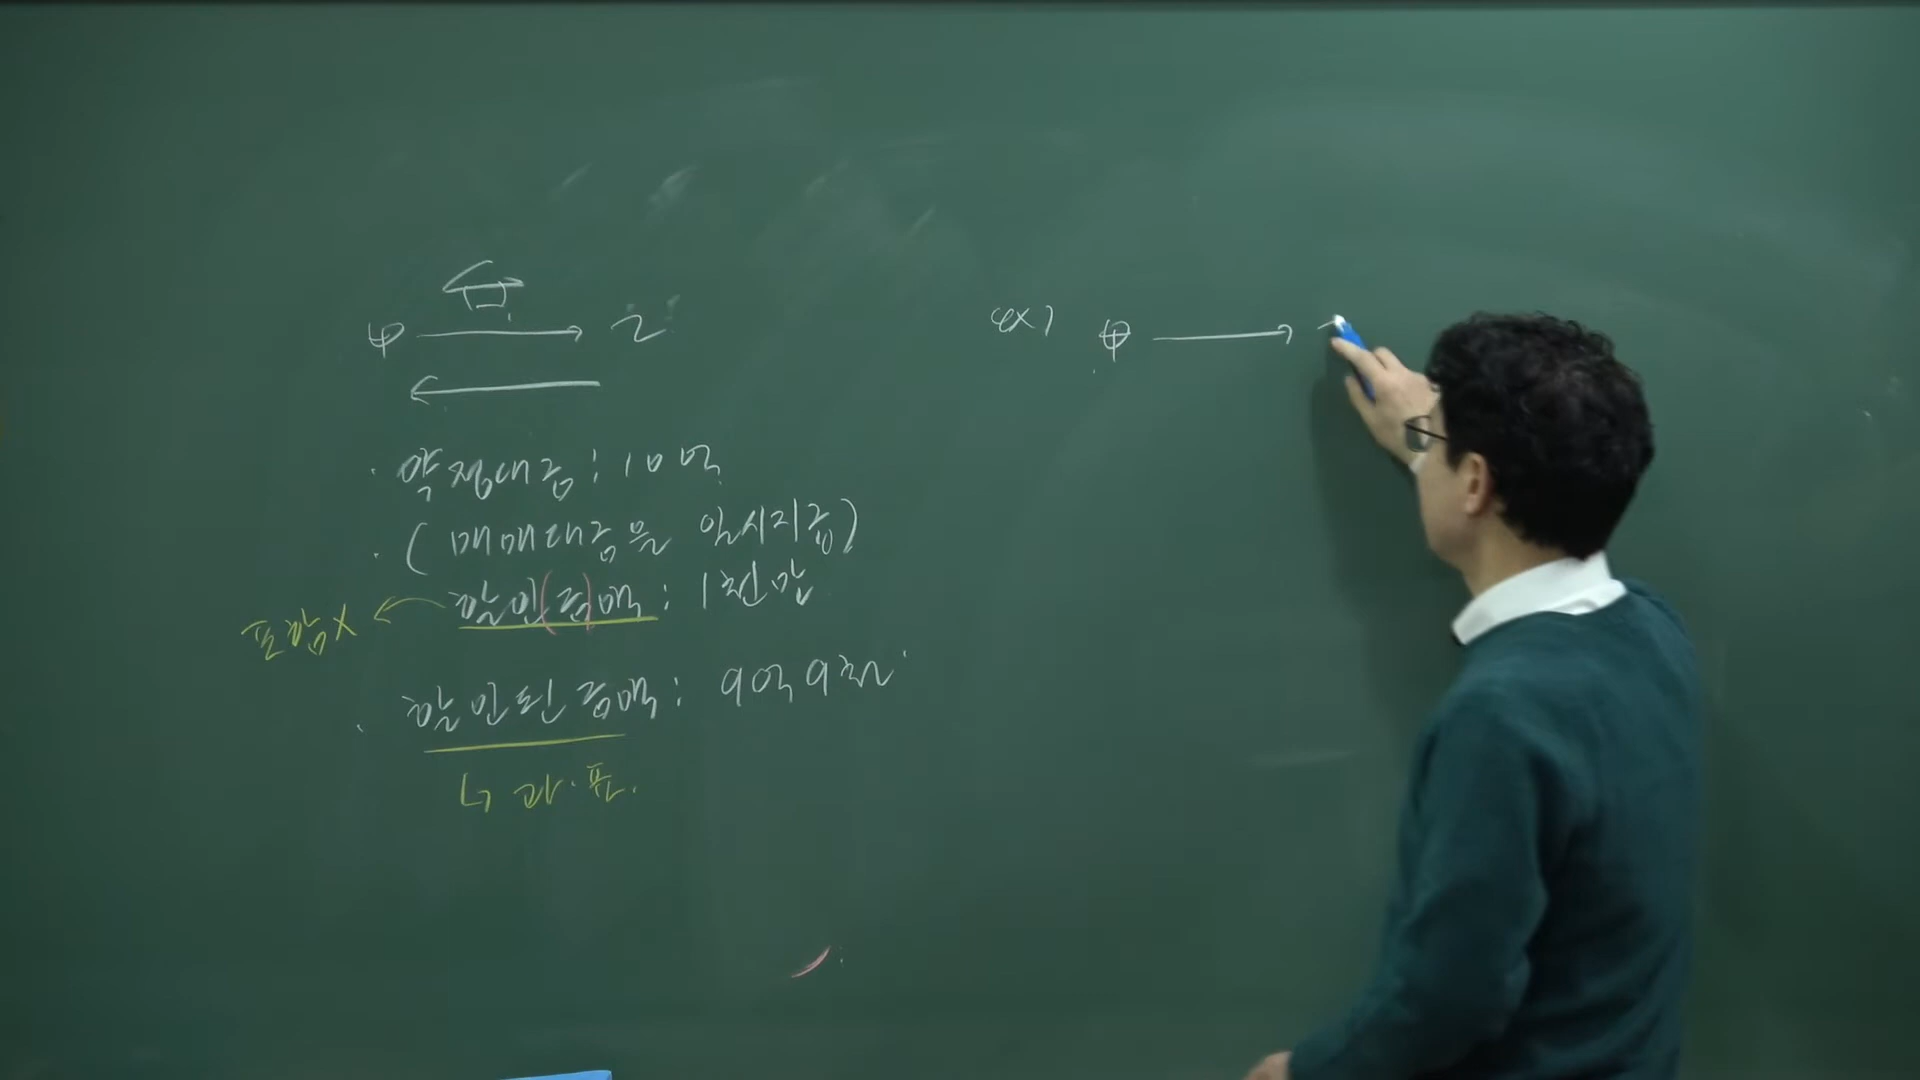 甲 → 乙
←
· 약정대금 : 10억
· (매매대금을 일시지급)
할인(금)액 : 1천만
포함X ←
· 할인된 금액 : 9억9천
↳ 과·표.
ex) 甲 →